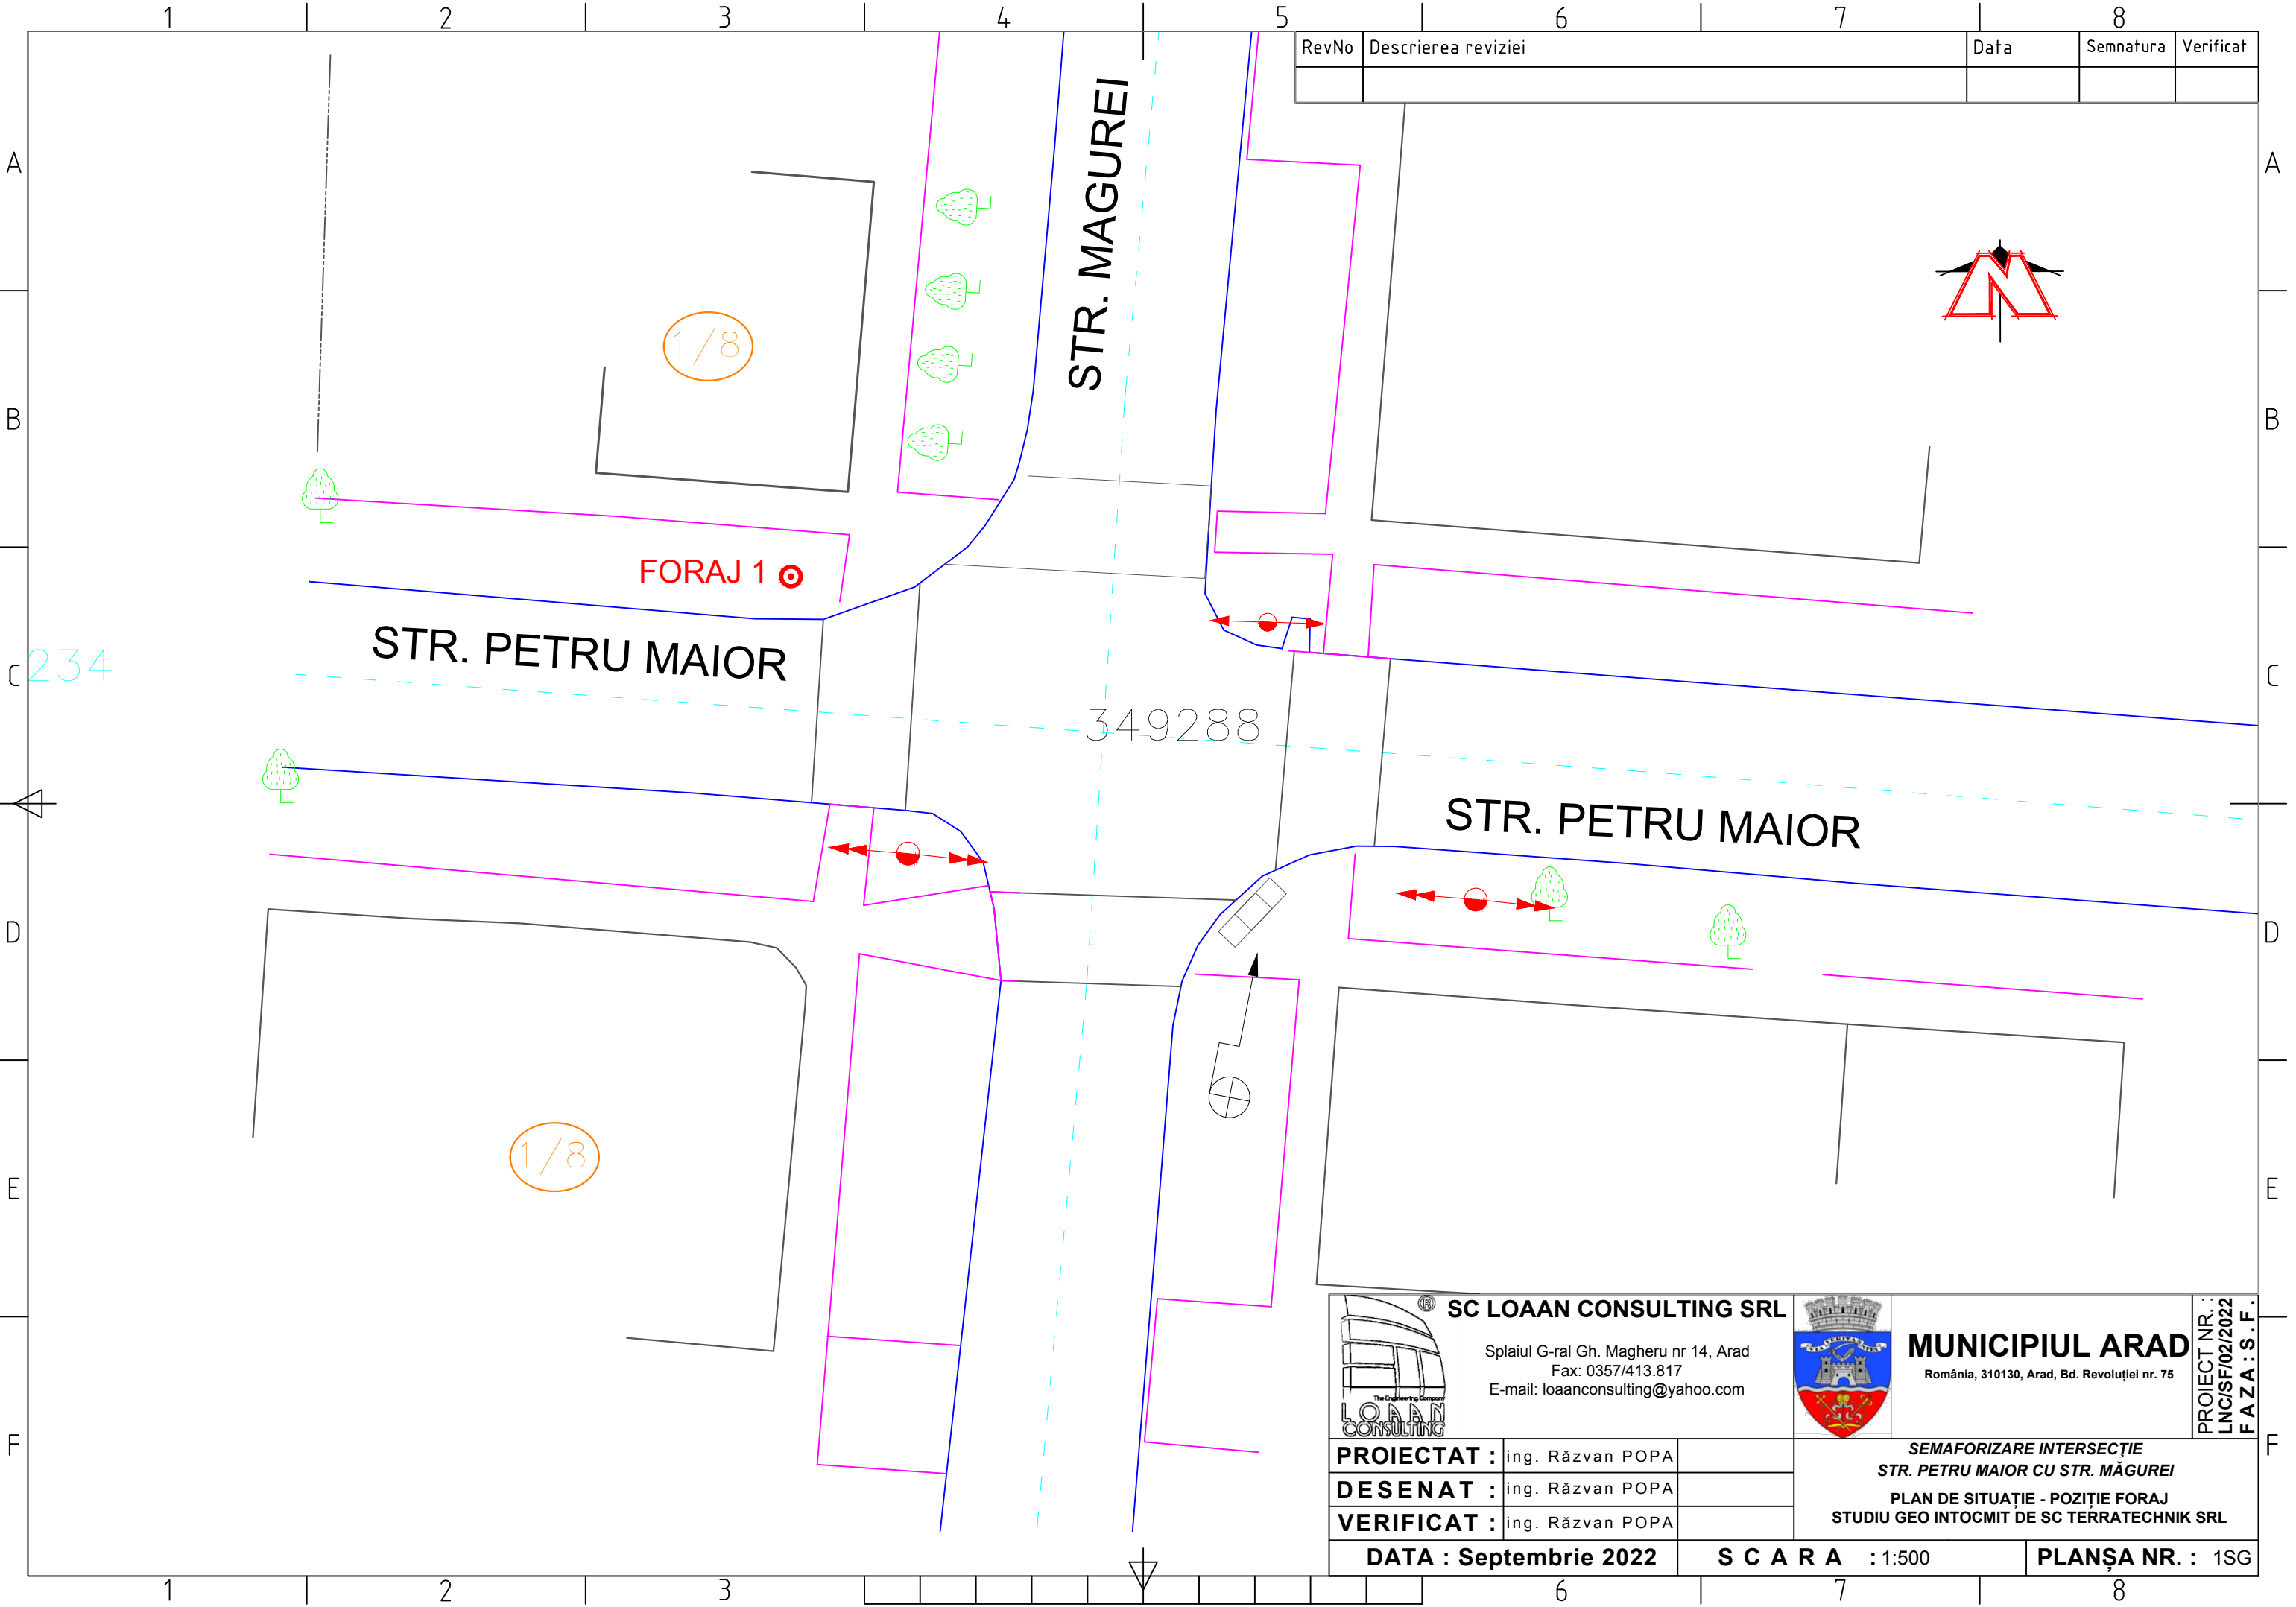 1 2 3 4 5 6 7 8
RevNo Descrierea reviziei Data Semnatura Verificat
A A
STR. MAGUREI
N
1/8
B B
FORAJ 1
STR. PETRU MAIOR
C 234 C
349288
STR. PETRU MAIOR
D D
1/8
E E
® SC LOAAN CONSULTING SRL
Splaiul G-ral Gh. Magheru nr 14, Arad
Fax: 0357/413.817
E-mail: loaanconsulting@yahoo.com
The Engineering Company
LOAAN
CONSULTING
MUNICIPIUL ARAD
România, 310130, Arad, Bd. Revoluției nr. 75
PROIECT NR. :
LNC/SF/02/2022
FAZA: S.F.
F F
PROIECTAT : ing. Răzvan POPA
DESENAT : ing. Răzvan POPA
VERIFICAT : ing. Răzvan POPA
SEMAFORIZARE INTERSECȚIE
STR. PETRU MAIOR CU STR. MĂGUREI
PLAN DE SITUAȚIE - POZIȚIE FORAJ
STUDIU GEO INTOCMIT DE SC TERRATECHNIK SRL
DATA : Septembrie 2022 SCARA : 1:500 PLANȘA NR. : 1SG
1 2 3 6 7 8